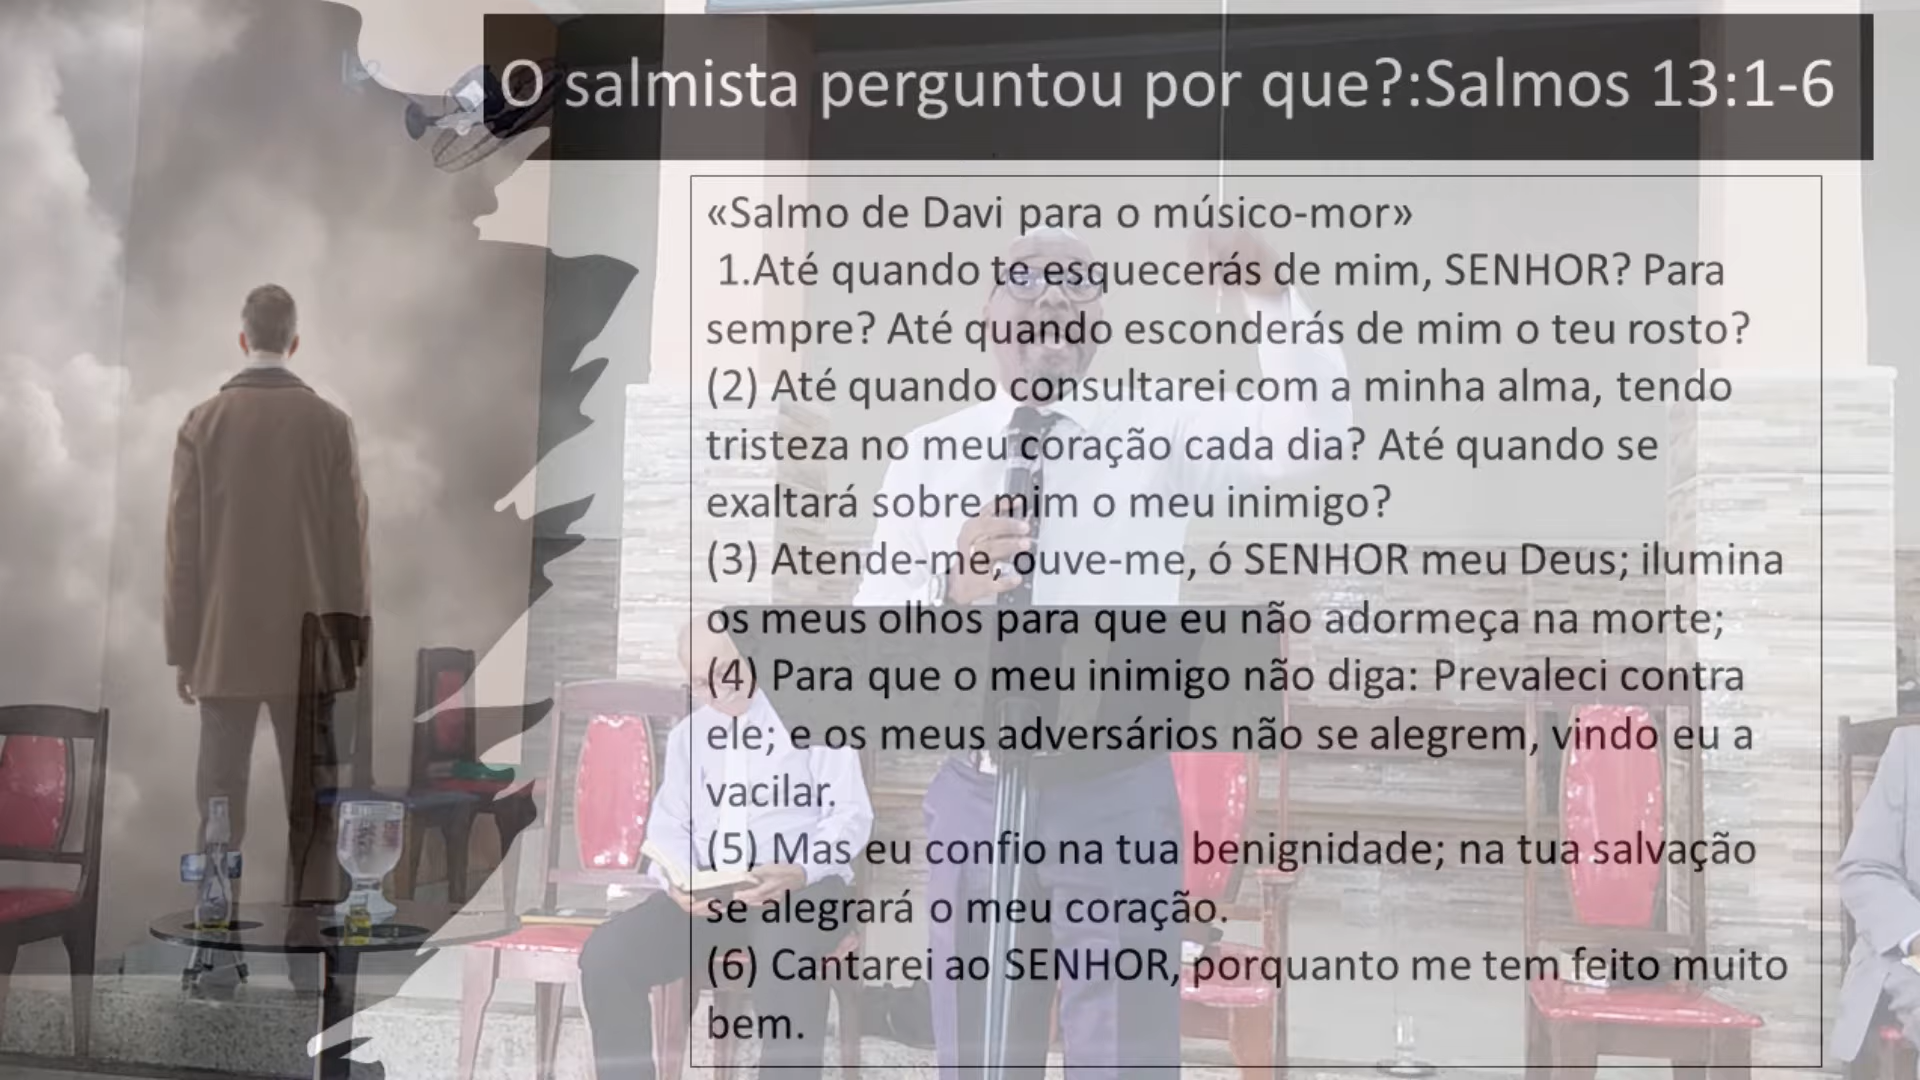 O salmista perguntou por que?:Salmos 13:1-6
«Salmo de Davi para o músico-mor»
1.Até quando te esquecerás de mim, SENHOR? Para
sempre? Até quando esconderás de mim o teu rosto?
(2) Até quando consultarei com a minha alma, tendo
tristeza no meu coração cada dia? Até quando se
exaltará sobre mim o meu inimigo?
(3) Atende-me, ouve-me, ó SENHOR meu Deus; ilumina
os meus olhos para que eu não adormeça na morte;
(4) Para que o meu inimigo não diga: Prevaleci contra
ele; e os meus adversários não se alegrem, vindo eu a
vacilar.
(5) Mas eu confio na tua benignidade; na tua salvação
se alegrará o meu coração.
(6) Cantarei ao SENHOR, porquanto me tem feito muito
bem.